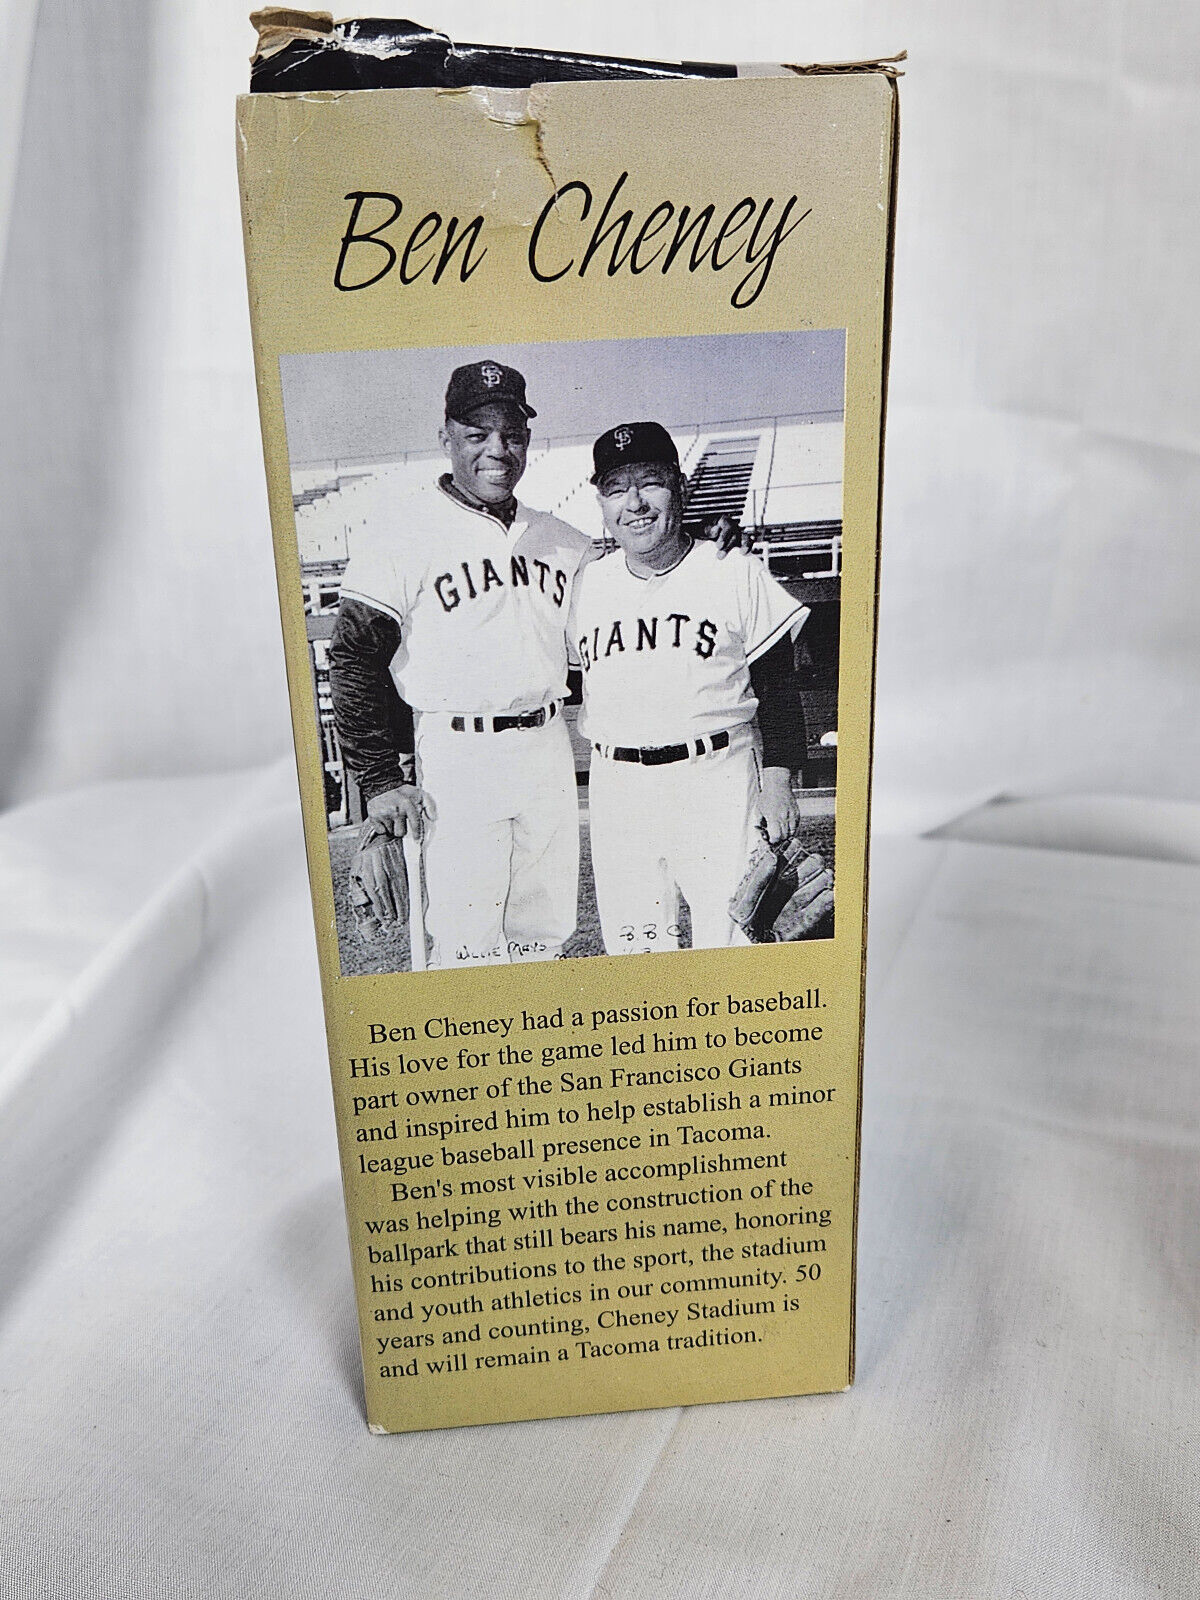 Ben Cheney
SF
SF
GIANTS
GIANTS
Willie Mays
B.B.C
Ben Cheney had a passion for baseball.
His love for the game led him to become
part owner of the San Francisco Giants
and inspired him to help establish a minor
league baseball presence in Tacoma.
Ben's most visible accomplishment
was helping with the construction of the
ballpark that still bears his name, honoring
his contributions to the sport, the stadium
and youth athletics in our community. 50
years and counting, Cheney Stadium is
and will remain a Tacoma tradition.